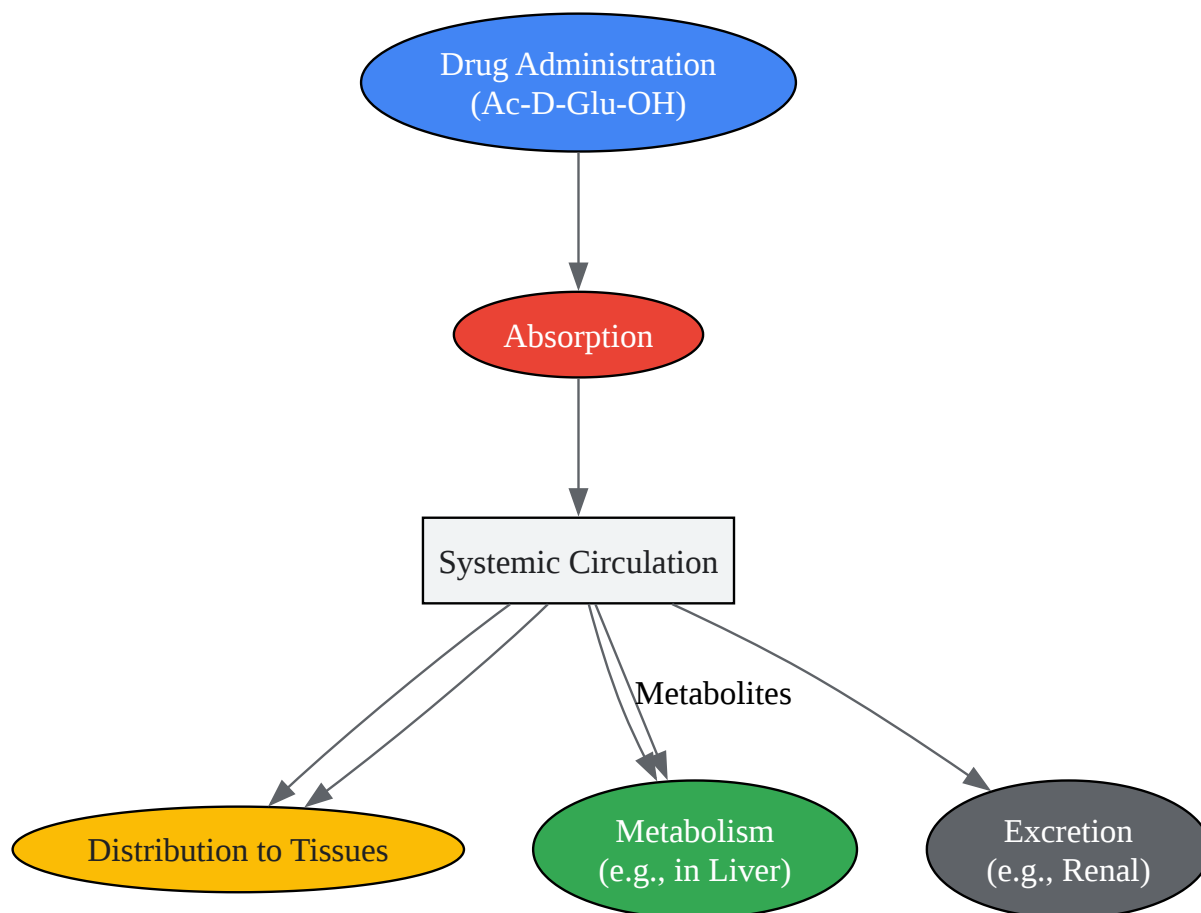 Drug Administration
(Ac-D-Glu-OH)
Absorption
Systemic Circulation
Metabolites
Distribution to Tissues
Metabolism
(e.g., in Liver)
Excretion
(e.g., Renal)